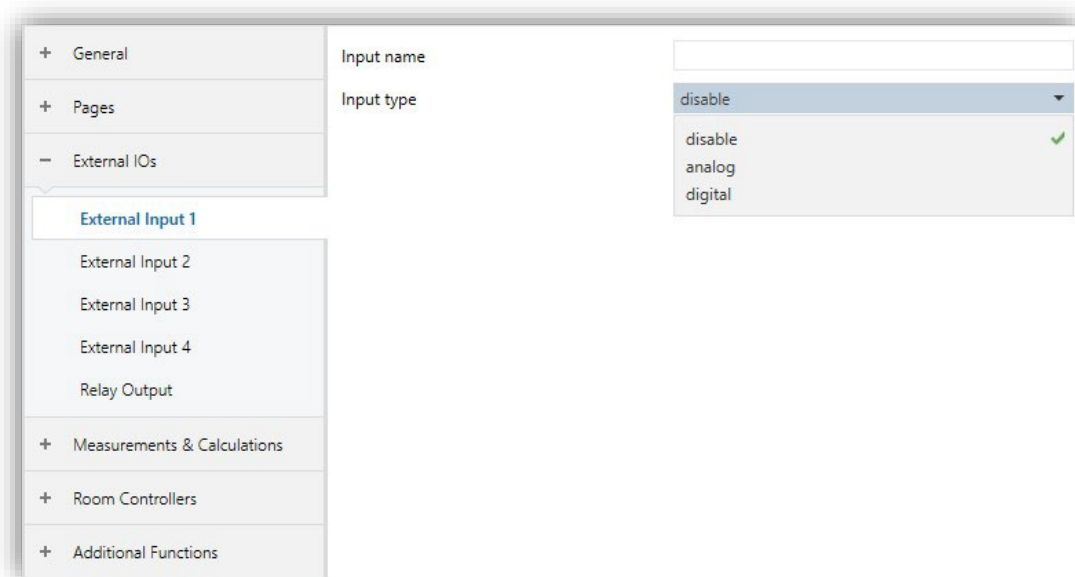 + General
+ Pages
− External IOs
External Input 1
External Input 2
External Input 3
External Input 4
Relay Output
+ Measurements & Calculations
+ Room Controllers
+ Additional Functions
Input name
Input type disable
disable
analog
digital